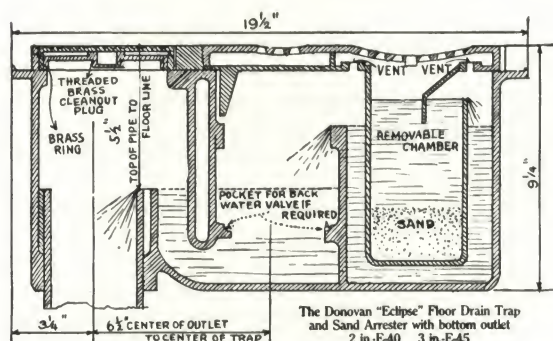 19½"
THREADED
BRASS
CLEANOUT
PLUG
BRASS
RING
5½"
TOP OF PIPE TO
FLOOR LINE
VENT VENT
REMOVABLE
CHAMBER
POCKET FOR BACK
WATER VALVE IF
REQUIRED
SAND
9¼"
3¼"
6½" CENTER OF OUTLET
TO CENTER OF TRAP
The Donovan "Eclipse" Floor Drain Trap
and Sand Arrester with bottom outlet
2 in.-E-40 3 in.-E-45